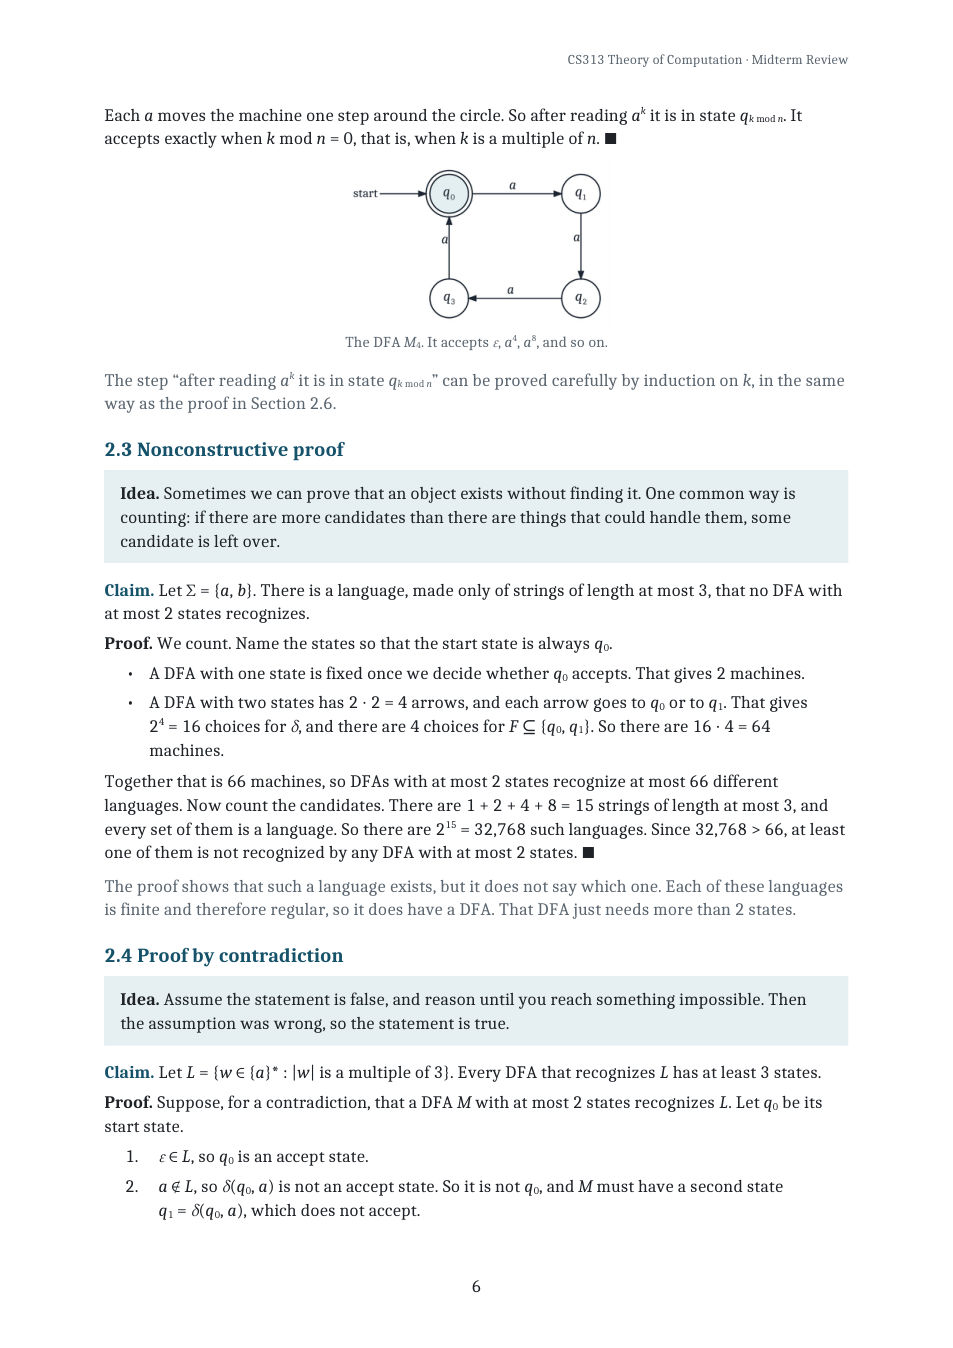 CS313 Theory of Computation · Midterm Review
Each a moves the machine one step around the circle. So after reading aᵏ it is in state q k mod n. It
accepts exactly when k mod n = 0, that is, when k is a multiple of n. ■
start q₀ a q₁
a a
q₃ a q₂
The DFA M₄. It accepts ε, a⁴, a⁸, and so on.
The step “after reading aᵏ it is in state q k mod n” can be proved carefully by induction on k, in the same
way as the proof in Section 2.6.
2.3 Nonconstructive proof
Idea. Sometimes we can prove that an object exists without finding it. One common way is
counting: if there are more candidates than there are things that could handle them, some
candidate is left over.
Claim. Let Σ = {a, b}. There is a language, made only of strings of length at most 3, that no DFA with
at most 2 states recognizes.
Proof. We count. Name the states so that the start state is always q₀.
• A DFA with one state is fixed once we decide whether q₀ accepts. That gives 2 machines.
• A DFA with two states has 2 · 2 = 4 arrows, and each arrow goes to q₀ or to q₁. That gives
2⁴ = 16 choices for δ, and there are 4 choices for F ⊆ {q₀, q₁}. So there are 16 · 4 = 64
machines.
Together that is 66 machines, so DFAs with at most 2 states recognize at most 66 different
languages. Now count the candidates. There are 1 + 2 + 4 + 8 = 15 strings of length at most 3, and
every set of them is a language. So there are 2¹⁵ = 32,768 such languages. Since 32,768 > 66, at least
one of them is not recognized by any DFA with at most 2 states. ■
The proof shows that such a language exists, but it does not say which one. Each of these languages
is finite and therefore regular, so it does have a DFA. That DFA just needs more than 2 states.
2.4 Proof by contradiction
Idea. Assume the statement is false, and reason until you reach something impossible. Then
the assumption was wrong, so the statement is true.
Claim. Let L = {w ∈ {a}* : |w| is a multiple of 3}. Every DFA that recognizes L has at least 3 states.
Proof. Suppose, for a contradiction, that a DFA M with at most 2 states recognizes L. Let q₀ be its
start state.
1. ε ∈ L, so q₀ is an accept state.
2. a ∉ L, so δ(q₀, a) is not an accept state. So it is not q₀, and M must have a second state
q₁ = δ(q₀, a), which does not accept.
6